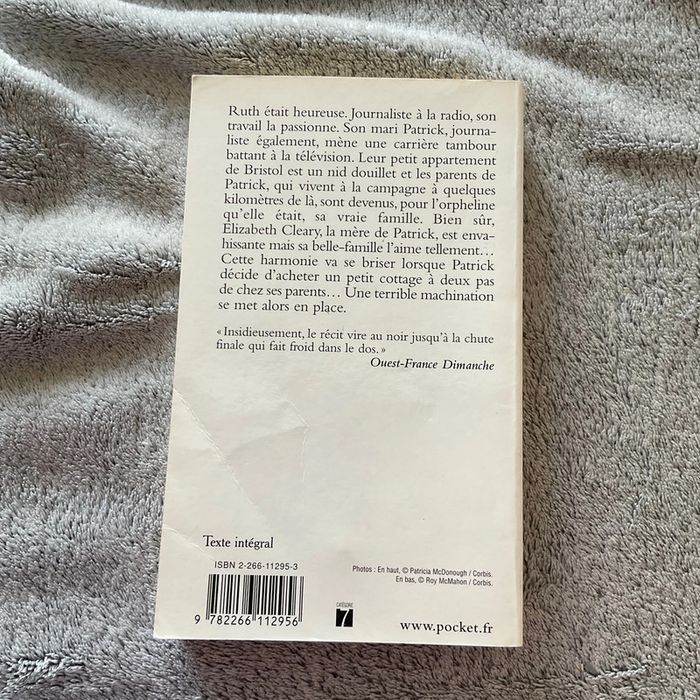 Ruth était heureuse. Journaliste à la radio, son
travail la passionne. Son mari Patrick, journa-
liste également, mène une carrière tambour
battant à la télévision. Leur petit appartement
de Bristol est un nid douillet et les parents de
Patrick, qui vivent à la campagne à quelques
kilomètres de là, sont devenus, pour l'orpheline
qu'elle était, sa vraie famille. Bien sûr,
Elizabeth Cleary, la mère de Patrick, est enva-
hissante mais sa belle-famille l'aime tellement…
Cette harmonie va se briser lorsque Patrick
décide d'acheter un petit cottage à deux pas
de chez ses parents… Une terrible machination
se met alors en place.
« Insidieusement, le récit vire au noir jusqu'à la chute
finale qui fait froid dans le dos. »
Ouest-France Dimanche
Texte intégral
ISBN 2-266-11295-3
9 782266 112956
CATÉGORIE
7
Photos : En haut, © Patricia McDonough / Corbis.
En bas, © Roy McMahon / Corbis.
www.pocket.fr